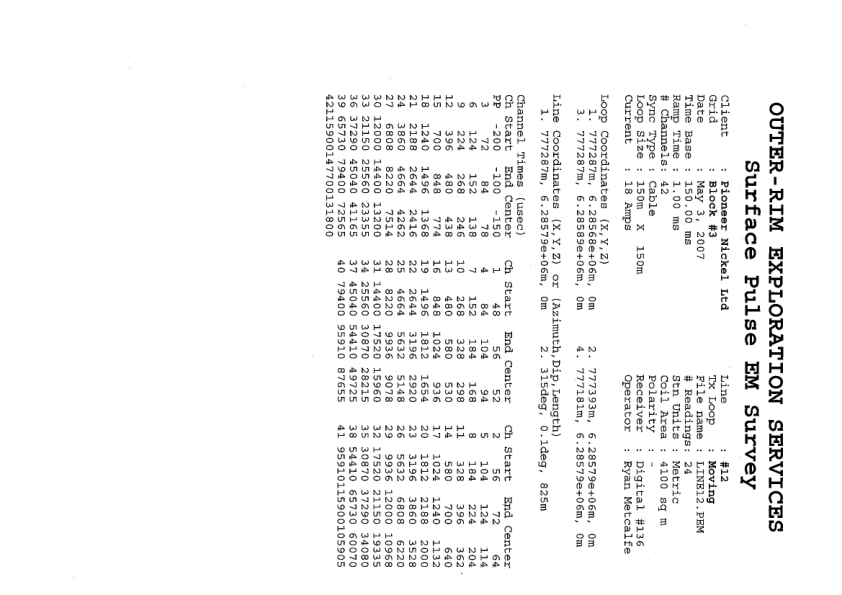 OUTER-RIM EXPLORATION SERVICES
Surface Pulse EM Survey
Client : Pioneer Nickel Ltd Line : #12
Grid : Block #3 Tx Loop : Moving
Date : May 3, 2007 File name : LINE12.PEM
Time Base : 150.00 ms # Readings: 24
Ramp Time : 1.00 ms Stn Units : Metric
# Channels: 42 Coil Area : 4100 sq m
Sync Type : Cable Polarity : -
Loop Size : 150m X 150m Receiver : Digital #136
Current : 18 Amps Operator : Ryan Metcalfe
Loop Coordinates (X,Y,Z)
1. 777287m, 6.28568e+06m, 0m 2. 777393m, 6.28579e+06m, 0m
3. 777287m, 6.28589e+06m, 0m 4. 777181m, 6.28579e+06m, 0m
Line Coordinates (X,Y,Z) or (Azimuth,Dip,Length)
1. 777287m, 6.28579e+06m, 0m 2. 315deg, 0.1deg, 825m
Channel Times (usec)
Ch Start End Center Ch Start End Center Ch Start End Center
PP -200 -100 -150 1 48 56 52 2 56 72 64
3 72 84 78 4 84 104 94 5 104 124 114
6 124 152 138 7 152 184 168 8 184 224 204
9 224 268 246 10 268 328 298 11 328 396 362
12 396 480 438 13 480 580 530 14 580 700 640
15 700 848 774 16 848 1024 936 17 1024 1240 1132
18 1240 1496 1368 19 1496 1812 1654 20 1812 2188 2000
21 2188 2644 2416 22 2644 3196 2920 23 3196 3860 3528
24 3860 4664 4262 25 4664 5632 5148 26 5632 6808 6220
27 6808 8220 7514 28 8220 9936 9078 29 9936 12000 10968
30 12000 14400 13200 31 14400 17520 15960 32 17520 21150 19335
33 21150 25560 23355 34 25560 30870 28215 35 30870 37290 34080
36 37290 45040 41165 37 45040 54410 49725 38 54410 65730 60070
39 65730 79400 72565 40 79400 95910 87655 41 95910115900105905
42115900147700131800